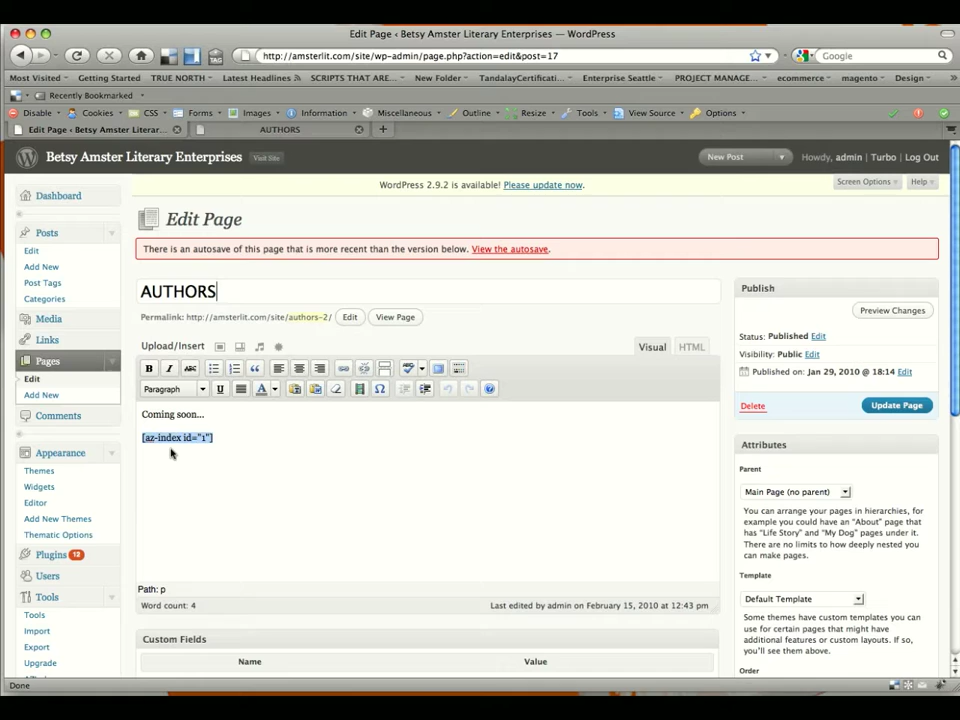 Edit Page ‹ Betsy Amster Literary Enterprises — WordPress
http://amsterlit.com/site/wp-admin/page.php?action=edit&post=17
Google
Most Visited Getting Started TRUE NORTH Latest Headlines SCRIPTS THAT ARE... New Folder TandalayCertificati... Enterprise Seattle PROJECT MANAGE... ecommerce magento Design
Recently Bookmarked
Disable Cookies CSS Forms Images Information Miscellaneous Outline Resize Tools View Source Options
Edit Page ‹ Betsy Amster Literar... AUTHORS
Betsy Amster Literary Enterprises Visit Site New Post Howdy, admin | Turbo | Log Out
WordPress 2.9.2 is available! Please update now.
Screen Options Help
Dashboard
Posts
Edit
Add New
Post Tags
Categories
Media
Links
Pages
Edit
Add New
Comments
Appearance
Themes
Widgets
Editor
Add New Themes
Thematic Options
Plugins 12
Users
Tools
Tools
Import
Export
Upgrade
Edit Page
There is an autosave of this page that is more recent than the version below. View the autosave.
AUTHORS
Permalink: http://amsterlit.com/site/authors-2/ Edit View Page
Upload/Insert Visual HTML
B I ABC
Paragraph U A
Coming soon...
[az-index id="1"]
Path: p
Word count: 4 Last edited by admin on February 15, 2010 at 12:43 pm
Custom Fields
Name Value
Publish
Preview Changes
Status: Published Edit
Visibility: Public Edit
Published on: Jan 29, 2010 @ 18:14 Edit
Delete Update Page
Attributes
Parent
Main Page (no parent)
You can arrange your pages in hierarchies, for
example you could have an "About" page that
has "Life Story" and "My Dog" pages under it.
There are no limits to how deeply nested you
can make pages.
Template
Default Template
Some themes have custom templates you can
use for certain pages that might have
additional features or custom layouts. If so,
you'll see them above.
Order
Done